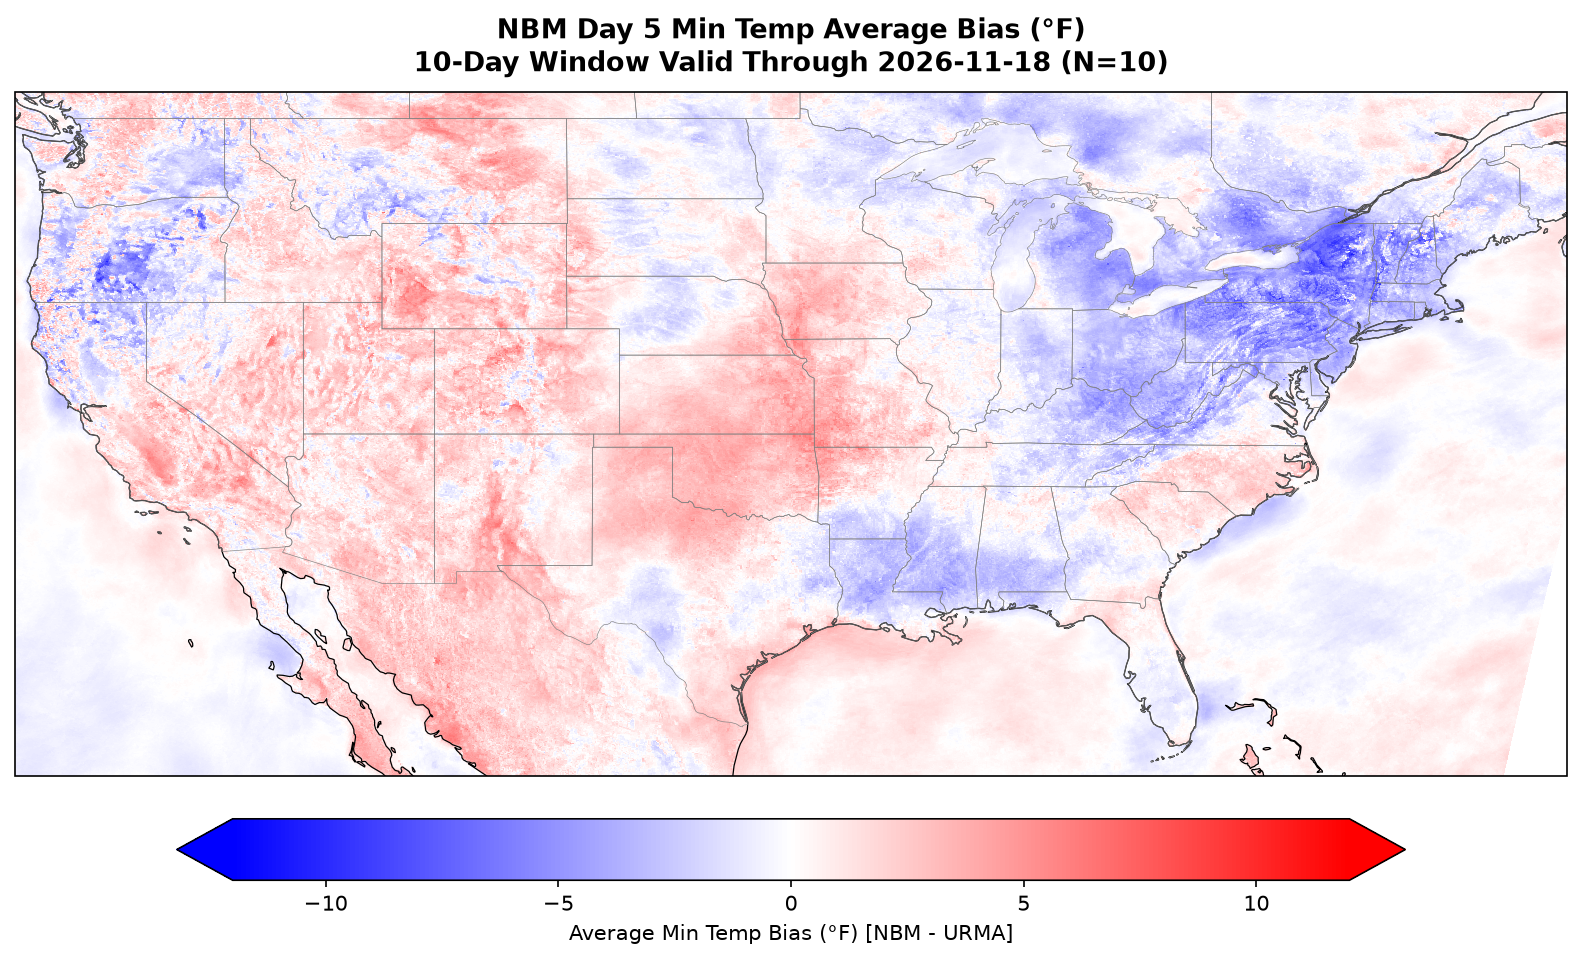 NBM Day 5 Min Temp Average Bias (°F)
10-Day Window Valid Through 2026-11-18 (N=10)
−10 −5 0 5 10
Average Min Temp Bias (°F) [NBM - URMA]